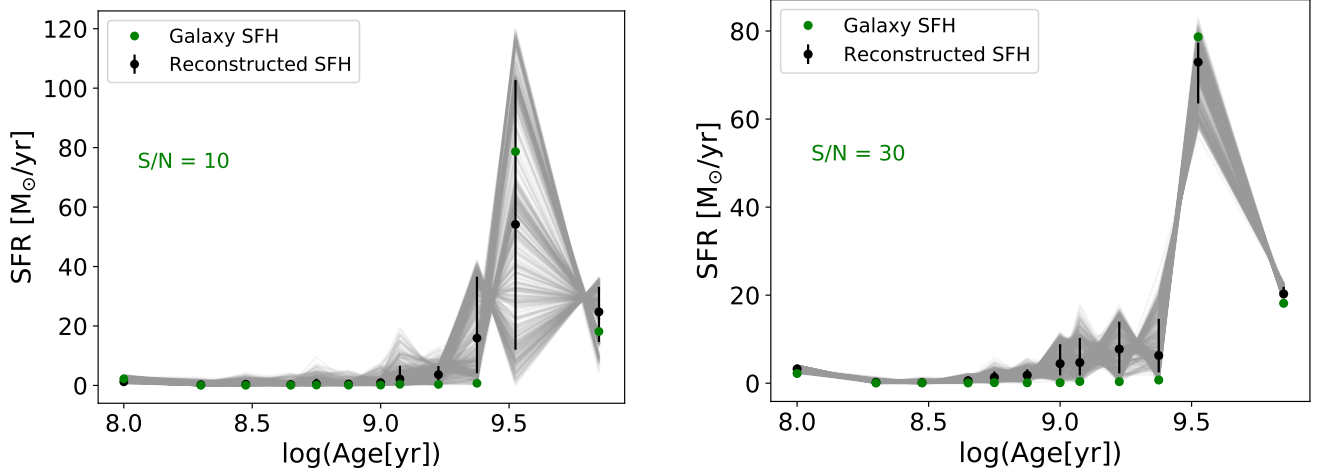 120
100
80
60
40
20
0
SFR [M⊙/yr]
Galaxy SFH
Reconstructed SFH
S/N = 10
8.0 8.5 9.0 9.5
log(Age[yr])
80
60
40
20
0
SFR [M⊙/yr]
Galaxy SFH
Reconstructed SFH
S/N = 30
8.0 8.5 9.0 9.5
log(Age[yr])